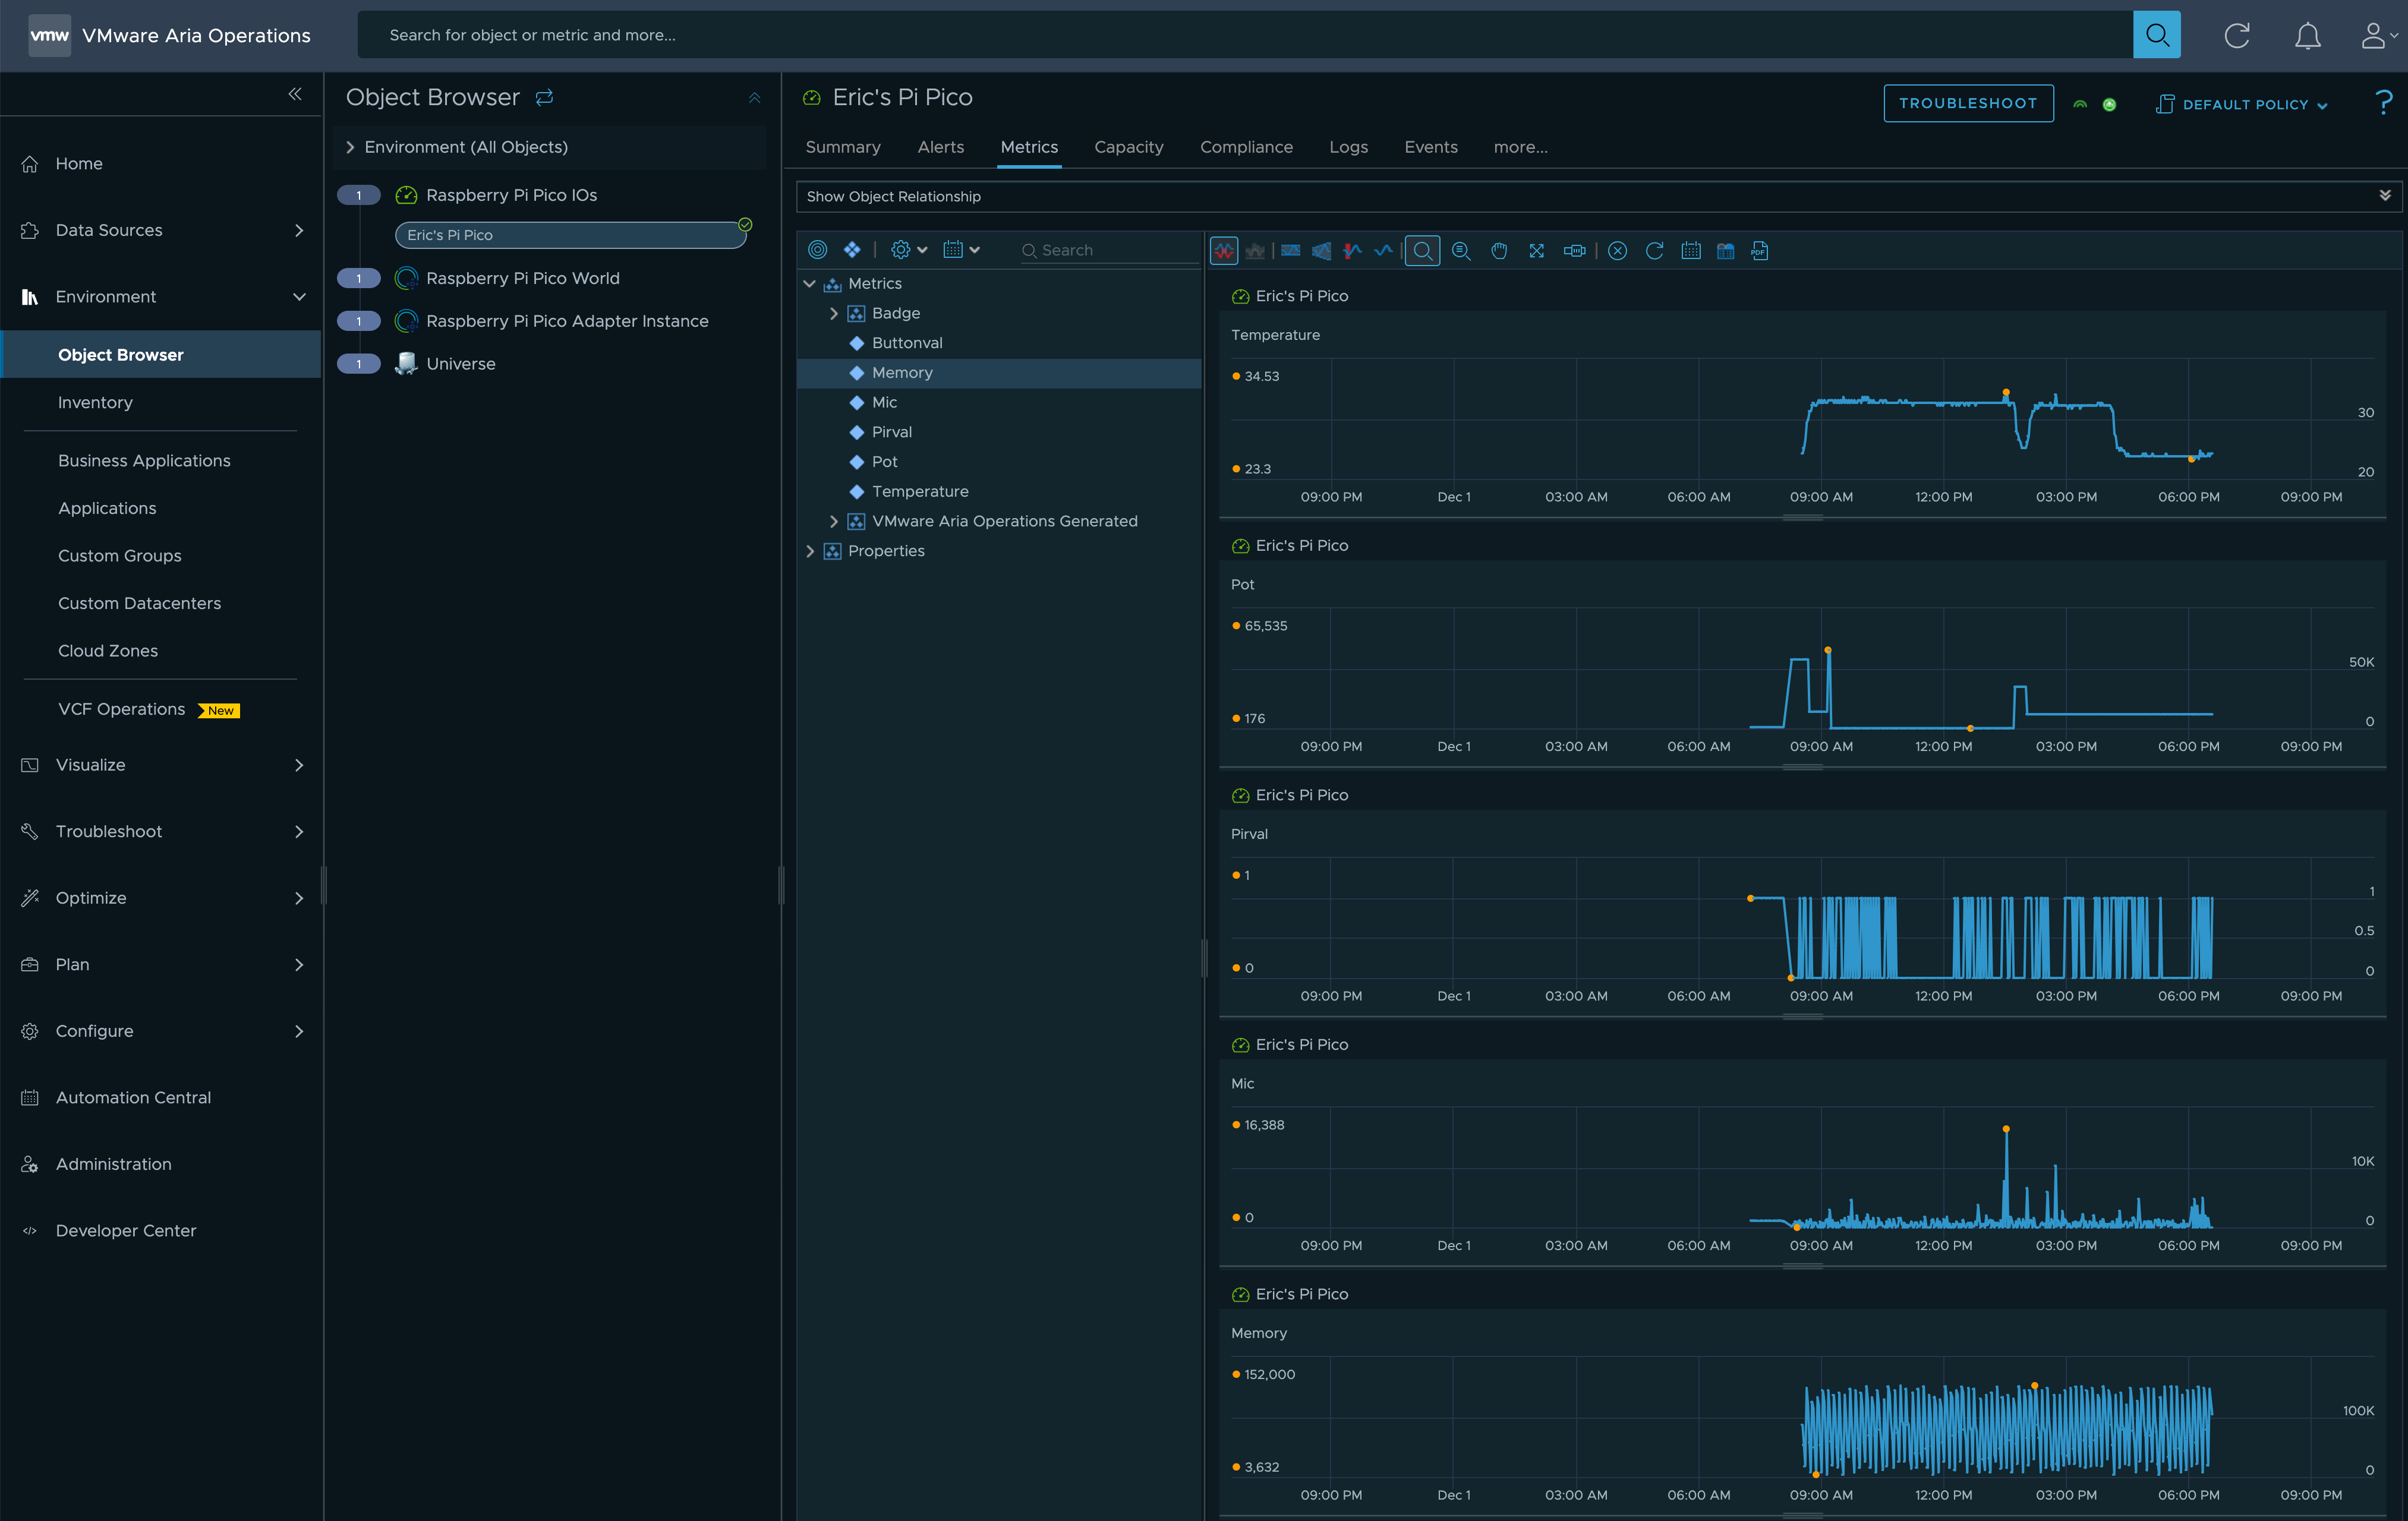 vmw VMware Aria Operations
Search for object or metric and more...
Home
Data Sources
Environment
Object Browser
Inventory
Business Applications
Applications
Custom Groups
Custom Datacenters
Cloud Zones
VCF Operations New
Visualize
Troubleshoot
Optimize
Plan
Configure
Automation Central
Administration
Developer Center
Object Browser
Environment (All Objects)
1 Raspberry Pi Pico IOs
Eric's Pi Pico
1 Raspberry Pi Pico World
1 Raspberry Pi Pico Adapter Instance
1 Universe
Eric's Pi Pico
TROUBLESHOOT
DEFAULT POLICY
?
Summary Alerts Metrics Capacity Compliance Logs Events more...
Show Object Relationship
Search
PDF
Metrics
Badge
Buttonval
Memory
Mic
Pirval
Pot
Temperature
VMware Aria Operations Generated
Properties
Eric's Pi Pico
Temperature
34.53
30
23.3
20
09:00 PM Dec 1 03:00 AM 06:00 AM 09:00 AM 12:00 PM 03:00 PM 06:00 PM 09:00 PM
Eric's Pi Pico
Pot
65,535
50K
176
0
09:00 PM Dec 1 03:00 AM 06:00 AM 09:00 AM 12:00 PM 03:00 PM 06:00 PM 09:00 PM
Eric's Pi Pico
Pirval
1
1
0.5
0
0
09:00 PM Dec 1 03:00 AM 06:00 AM 09:00 AM 12:00 PM 03:00 PM 06:00 PM 09:00 PM
Eric's Pi Pico
Mic
16,388
10K
0
0
09:00 PM Dec 1 03:00 AM 06:00 AM 09:00 AM 12:00 PM 03:00 PM 06:00 PM 09:00 PM
Eric's Pi Pico
Memory
152,000
100K
3,632
0
09:00 PM Dec 1 03:00 AM 06:00 AM 09:00 AM 12:00 PM 03:00 PM 06:00 PM 09:00 PM